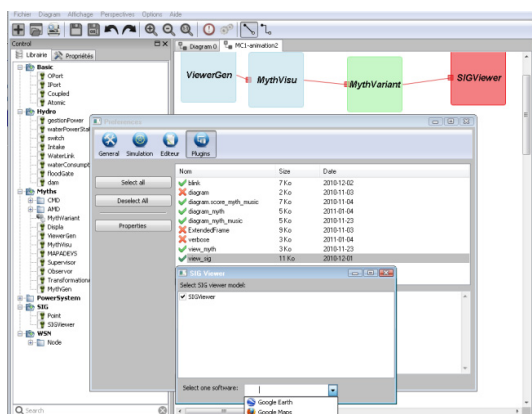 Fichier Diagram Affichage Perspectives Options Aide
Control
Librairie Propriétés
Diagram 0 MC1-animation2
Basic
OPort
IPort
Coupled
Atomic
Hydro
gestionPower
waterPowerStat
switch
Intake
WaterLink
waterConsumpt
floodGate
dam
Myths
CMD
AMD
MythVariant
Displa
ViewerGen
MythVisu
MAPADEVS
Supervisor
Observor
Transformation
MythGen
PowerSystem
SIG
Point
SIGViewer
WSN
Node
Search
ViewerGen
MythVisu
MythVariant
SIGViewer
Preferences
General Simulation Editeur Plugins
Select all
Deselect All
Properties
Nom Size Date
blink 7 Ko 2010-12-02
diagram 2 Ko 2010-11-03
diagram.score_myth_music 7 Ko 2010-11-04
diagram_myth 5 Ko 2011-01-04
diagram_myth_music 5 Ko 2010-11-23
ExtendedFrame 9 Ko 2010-11-03
verbose 3 Ko 2011-01-04
view_myth 3 Ko 2010-11-23
view_sig 11 Ko 2010-12-01
SIG Viewer
Select SIG viewer model:
SIGViewer
Select one software:
Google Earth
Google Maps